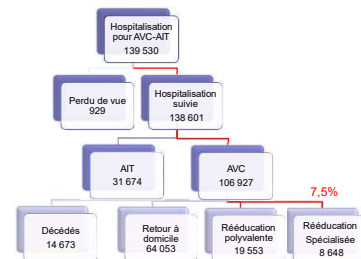 Hospitalisation
pour AVC-AIT
139 530
Perdu de vue
929
Hospitalisation
suivie
138 601
AIT
31 674
AVC
106 927
7,5%
Décédés
14 673
Retour à
domicile
64 053
Rééducation
polyvalente
19 553
Rééducation
Spécialisée
8 648